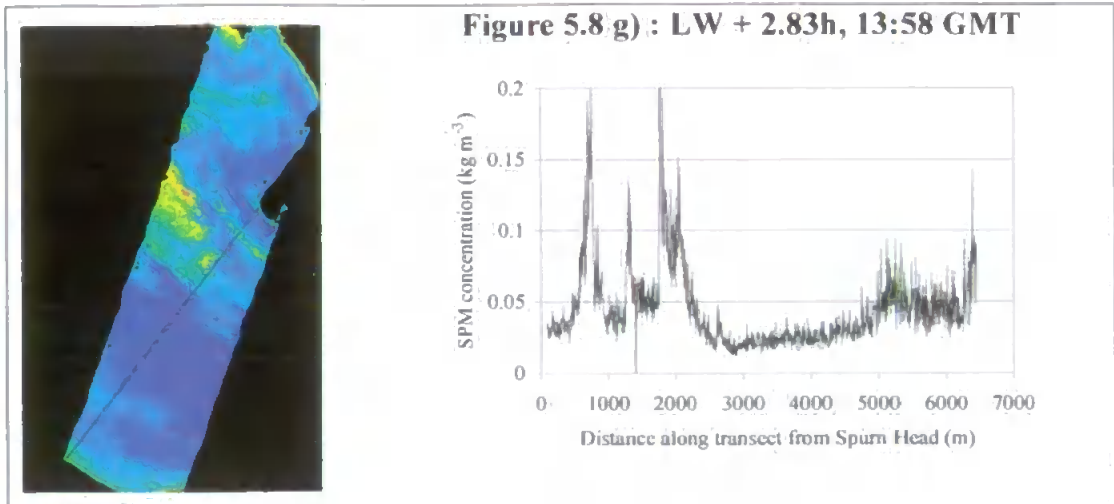 Figure 5.8 g) : LW + 2.83h, 13:58 GMT
0.2
0.15
0.1
0.05
0
SPM concentration (kg m⁻³)
0 1000 2000 3000 4000 5000 6000 7000
Distance along transect from Spurn Head (m)